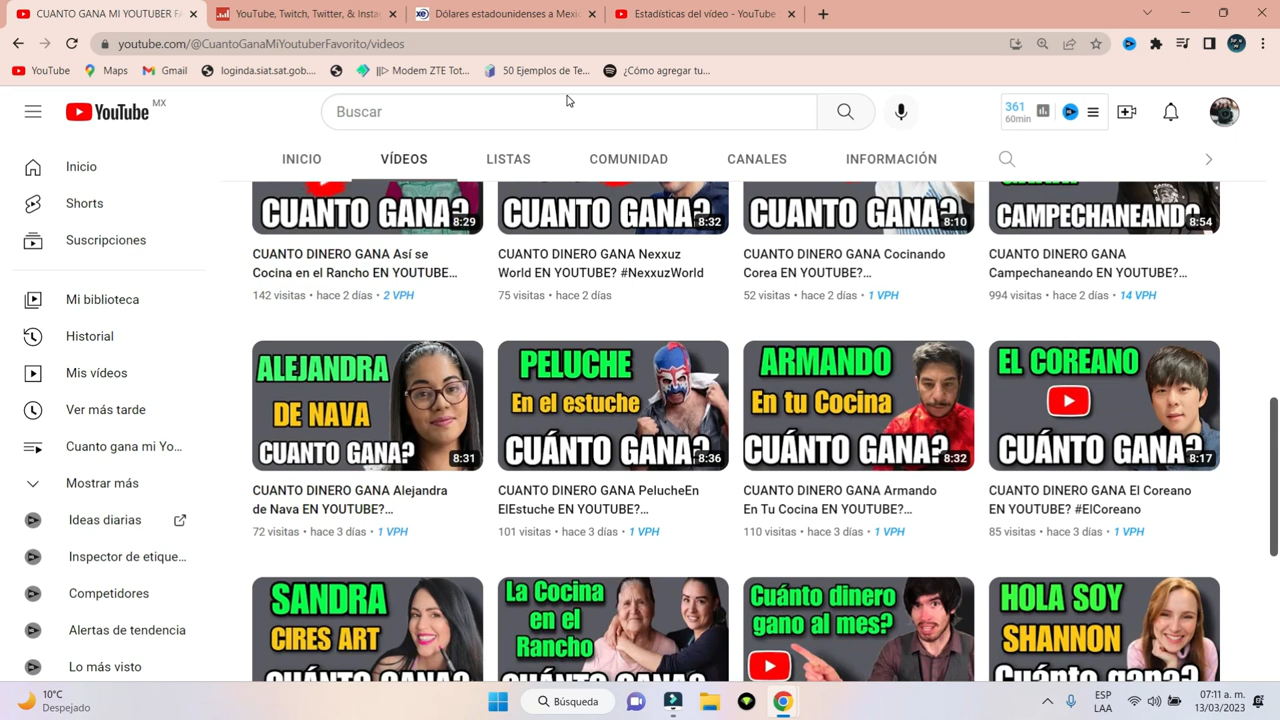 CUANTO GANA MI YOUTUBER FA
YouTube, Twitch, Twitter, & Insta
Dólares estadounidenses a Mexic
Estadísticas del vídeo - YouTube
youtube.com/@CuantoGanaMiYoutuberFavorito/videos
YouTube
Maps
Gmail
loginda.siat.sat.gob....
||▷ Modem ZTE Tot...
50 Ejemplos de Te...
¿Cómo agregar tu...
YouTube MX
Buscar
361
60min
INICIO
VÍDEOS
LISTAS
COMUNIDAD
CANALES
INFORMACIÓN
Inicio
Shorts
Suscripciones
Mi biblioteca
Historial
Mis vídeos
Ver más tarde
Cuanto gana mi Yo...
Mostrar más
Ideas diarias
Inspector de etique...
Competidores
Alertas de tendencia
Lo más visto
CUANTO GANA?
8:29
CUANTO GANA?
8:32
CUANTO GANA?
8:10
CAMPECHANEANDO
8:54
CUANTO DINERO GANA Así se
Cocina en el Rancho EN YOUTUBE...
142 visitas • hace 2 días • 2 VPH
CUANTO DINERO GANA Nexxuz
World EN YOUTUBE? #NexxuzWorld
75 visitas • hace 2 días
CUANTO DINERO GANA Cocinando
Corea EN YOUTUBE?...
52 visitas • hace 2 días • 1 VPH
CUANTO DINERO GANA
Campechaneando EN YOUTUBE?...
994 visitas • hace 2 días • 14 VPH
ALEJANDRA
DE NAVA
CUANTO GANA?
8:31
PELUCHE
En el estuche
CUÁNTO GANA?
8:36
ARMANDO
En tu Cocina
CUÁNTO GANA?
8:32
EL COREANO
CUÁNTO GANA?
8:17
CUANTO DINERO GANA Alejandra
de Nava EN YOUTUBE?...
72 visitas • hace 3 días • 1 VPH
CUANTO DINERO GANA PelucheEn
ElEstuche EN YOUTUBE?...
101 visitas • hace 3 días • 1 VPH
CUANTO DINERO GANA Armando
En Tu Cocina EN YOUTUBE?...
110 visitas • hace 3 días • 1 VPH
CUANTO DINERO GANA El Coreano
EN YOUTUBE? #ElCoreano
85 visitas • hace 3 días • 1 VPH
SANDRA
CIRES ART
CUÁNTO GANA?
La Cocina
en el
Rancho
CUÁNTO GANA?
Cuánto dinero
gano al mes?
HOLA SOY
SHANNON
Cuánto gana?
10°C
Despejado
Búsqueda
ESP
LAA
07:11 a. m.
13/03/2023